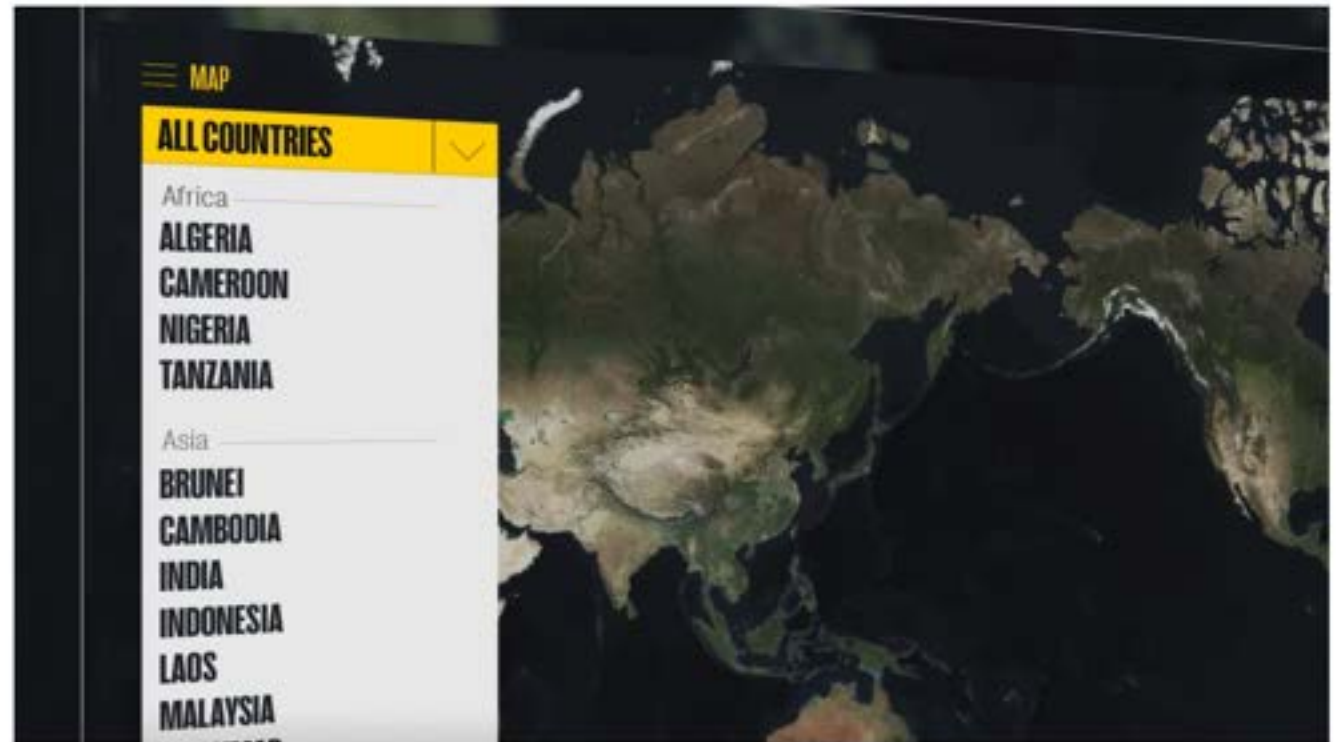 MAP
ALL COUNTRIES
Africa
ALGERIA
CAMEROON
NIGERIA
TANZANIA
Asia
BRUNEI
CAMBODIA
INDIA
INDONESIA
LAOS
MALAYSIA